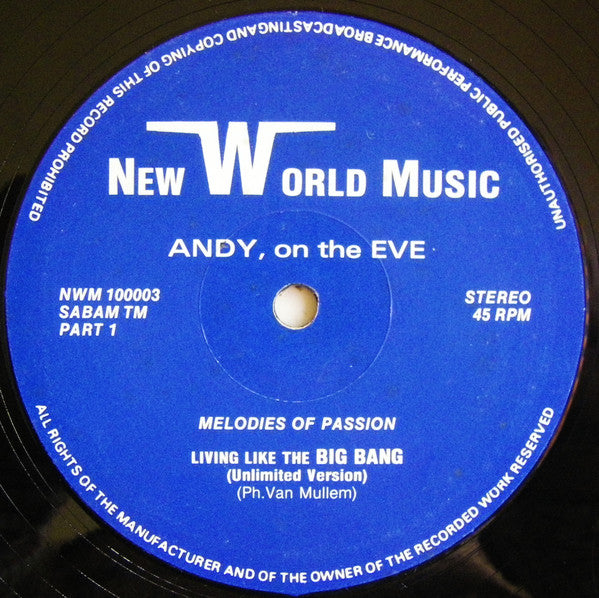 UNAUTHORISED PUBLIC PERFORMANCE BROADCASTINGAND COPYING OF THIS RECORD PROHIBITED
NEW WORLD MUSIC
ANDY, on the EVE
NWM 100003
SABAM TM
PART 1
STEREO
45 RPM
MELODIES OF PASSION
LIVING LIKE THE BIG BANG
(Unlimited Version)
(Ph.Van Mullem)
ALL RIGHTS OF THE MANUFACTURER AND OF THE OWNER OF THE RECORDED WORK RESERVED